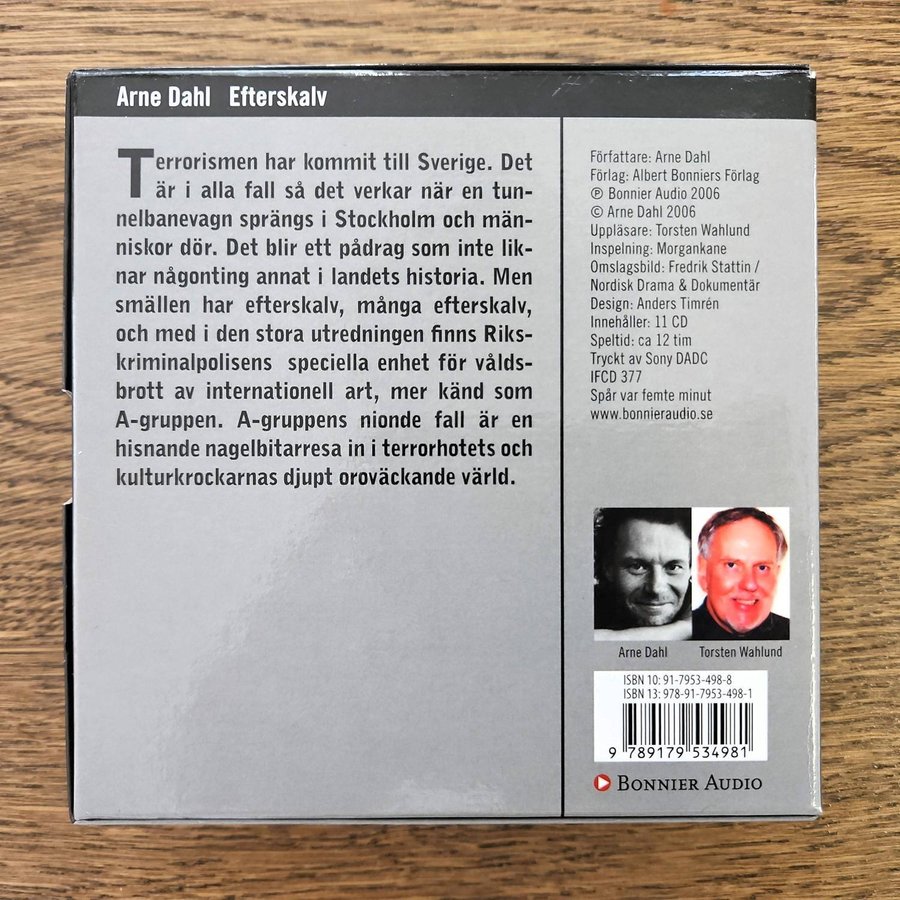 Arne Dahl Efterskalv
Terrorismen har kommit till Sverige. Det
är i alla fall så det verkar när en tun-
nelbanevagn sprängs i Stockholm och män-
niskor dör. Det blir ett pådrag som inte lik-
nar någonting annat i landets historia. Men
smällen har efterskalv, många efterskalv,
och med i den stora utredningen finns Riks-
kriminalpolisens speciella enhet för vålds-
brott av internationell art, mer känd som
A-gruppen. A-gruppens nionde fall är en
hisnande nagelbitarresa in i terrorhotets och
kulturkrockarnas djupt oroväckande värld.
Författare: Arne Dahl
Förlag: Albert Bonniers Förlag
℗ Bonnier Audio 2006
© Arne Dahl 2006
Uppläsare: Torsten Wahlund
Inspelning: Morgankane
Omslagsbild: Fredrik Stattin /
Nordisk Drama & Dokumentär
Design: Anders Timrén
Innehåller: 11 CD
Speltid: ca 12 tim
Tryckt av Sony DADC
IFCD 377
Spår var femte minut
www.bonnieraudio.se
Arne Dahl Torsten Wahlund
ISBN 10: 91-7953-498-8
ISBN 13: 978-91-7953-498-1
9 789179 534981
BONNIER AUDIO